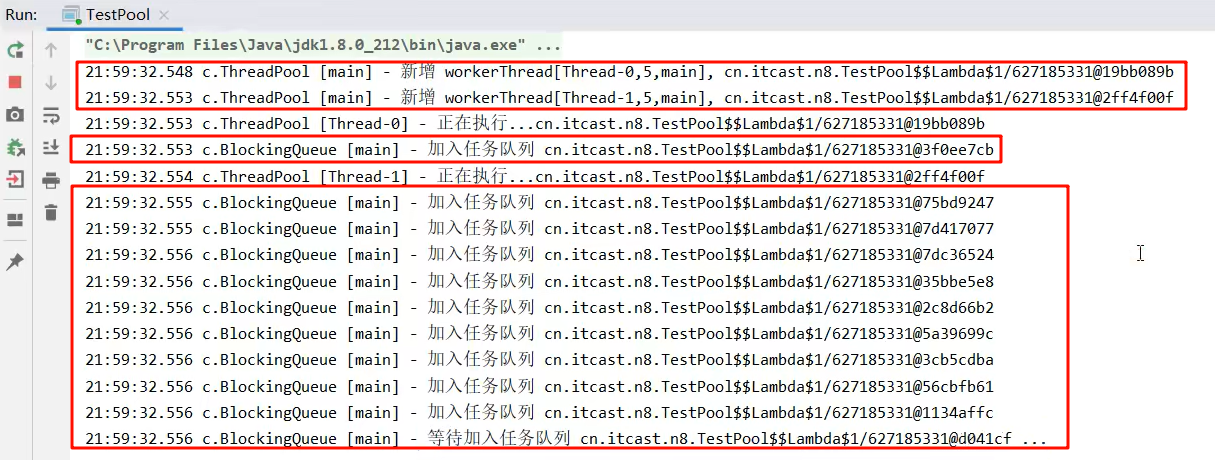 Run: TestPool
"C:\Program Files\Java\jdk1.8.0_212\bin\java.exe" ...
21:59:32.548 c.ThreadPool [main] - 新增 workerThread[Thread-0,5,main], cn.itcast.n8.TestPool$$Lambda$1/627185331@19bb089b
21:59:32.553 c.ThreadPool [main] - 新增 workerThread[Thread-1,5,main], cn.itcast.n8.TestPool$$Lambda$1/627185331@2ff4f00f
21:59:32.553 c.ThreadPool [Thread-0] - 正在执行...cn.itcast.n8.TestPool$$Lambda$1/627185331@19bb089b
21:59:32.553 c.BlockingQueue [main] - 加入任务队列 cn.itcast.n8.TestPool$$Lambda$1/627185331@3f0ee7cb
21:59:32.554 c.ThreadPool [Thread-1] - 正在执行...cn.itcast.n8.TestPool$$Lambda$1/627185331@2ff4f00f
21:59:32.555 c.BlockingQueue [main] - 加入任务队列 cn.itcast.n8.TestPool$$Lambda$1/627185331@75bd9247
21:59:32.555 c.BlockingQueue [main] - 加入任务队列 cn.itcast.n8.TestPool$$Lambda$1/627185331@7d417077
21:59:32.556 c.BlockingQueue [main] - 加入任务队列 cn.itcast.n8.TestPool$$Lambda$1/627185331@7dc36524
21:59:32.556 c.BlockingQueue [main] - 加入任务队列 cn.itcast.n8.TestPool$$Lambda$1/627185331@35bbe5e8
21:59:32.556 c.BlockingQueue [main] - 加入任务队列 cn.itcast.n8.TestPool$$Lambda$1/627185331@2c8d66b2
21:59:32.556 c.BlockingQueue [main] - 加入任务队列 cn.itcast.n8.TestPool$$Lambda$1/627185331@5a39699c
21:59:32.556 c.BlockingQueue [main] - 加入任务队列 cn.itcast.n8.TestPool$$Lambda$1/627185331@3cb5cdba
21:59:32.556 c.BlockingQueue [main] - 加入任务队列 cn.itcast.n8.TestPool$$Lambda$1/627185331@56cbfb61
21:59:32.556 c.BlockingQueue [main] - 加入任务队列 cn.itcast.n8.TestPool$$Lambda$1/627185331@1134affc
21:59:32.556 c.BlockingQueue [main] - 等待加入任务队列 cn.itcast.n8.TestPool$$Lambda$1/627185331@d041cf ...